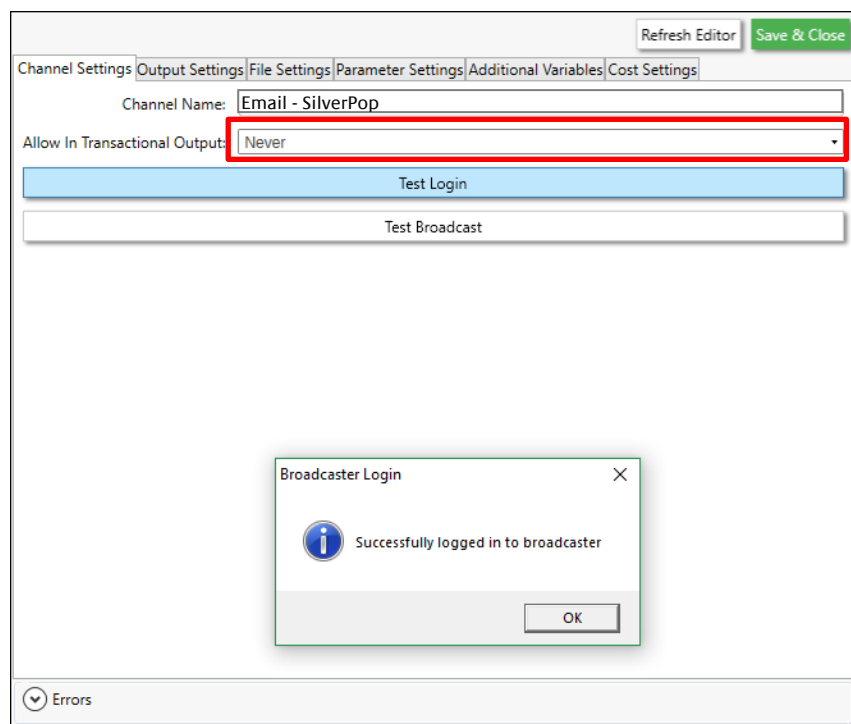 Refresh Editor Save & Close
Channel Settings Output Settings File Settings Parameter Settings Additional Variables Cost Settings
Channel Name: Email - SilverPop
Allow In Transactional Output: Never
Test Login
Test Broadcast
Broadcaster Login
Successfully logged in to broadcaster
OK
Errors